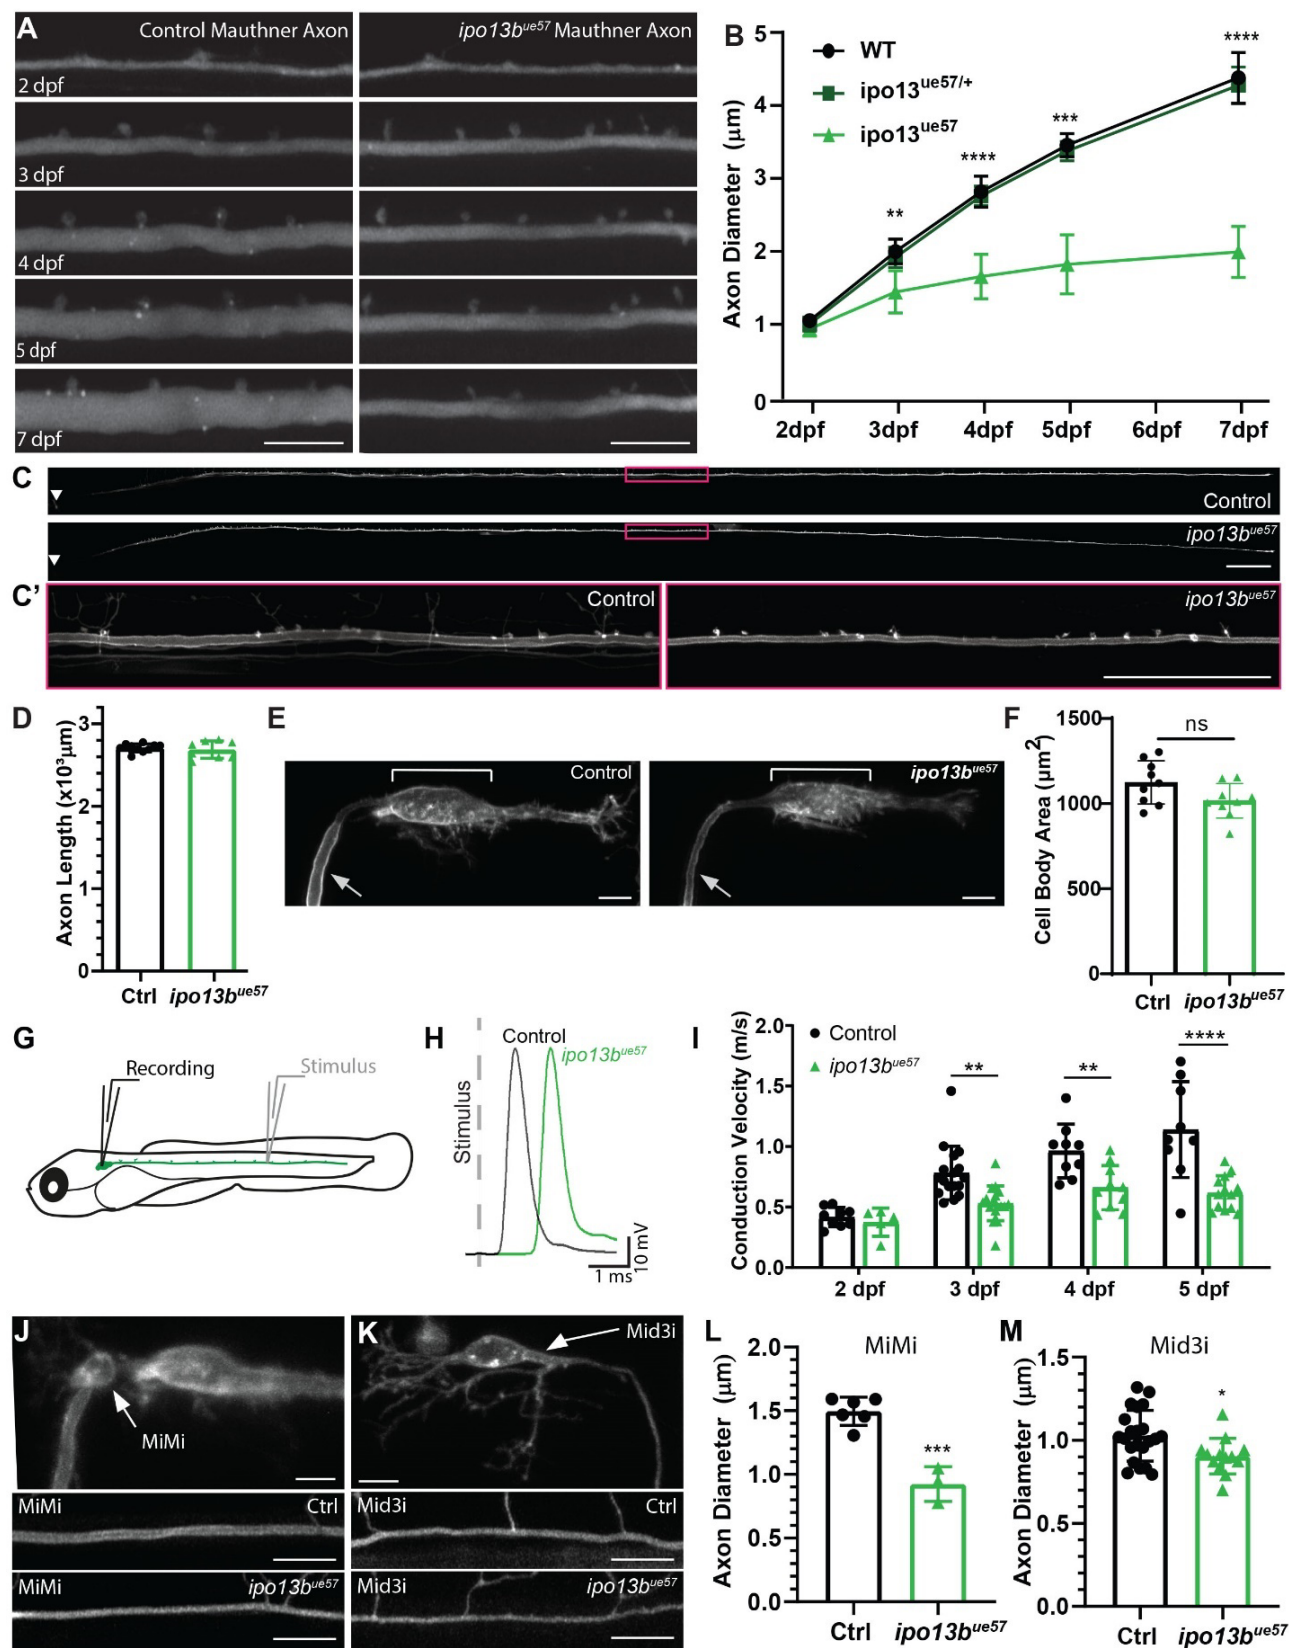 A
Control Mauthner Axon
ipo13b^ue57 Mauthner Axon
2 dpf
3 dpf
4 dpf
5 dpf
7 dpf
B
WT
ipo13^ue57/+
ipo13^ue57
**
****
***
****
Axon Diameter (μm)
5
4
3
2
1
0
2dpf 3dpf 4dpf 5dpf 6dpf 7dpf
C
Control
ipo13b^ue57
C'
Control
ipo13b^ue57
D
Axon Length (x10³μm)
3
2
1
0
Ctrl ipo13b^ue57
E
Control
ipo13b^ue57
F
Cell Body Area (μm²)
1500
1000
500
0
ns
Ctrl ipo13b^ue57
G
Recording
Stimulus
H
Stimulus
Control
ipo13b^ue57
1 ms
10 mV
I
Conduction Velocity (m/s)
Control
ipo13b^ue57
2.0
1.5
1.0
0.5
0.0
**
**
****
2 dpf 3 dpf 4 dpf 5 dpf
J
MiMi
MiMi Ctrl
MiMi ipo13b^ue57
K
Mid3i
Mid3i Ctrl
Mid3i ipo13b^ue57
L
MiMi
Axon Diameter (μm)
2.0
1.5
1.0
0.5
0.0
***
Ctrl ipo13b^ue57
M
Mid3i
Axon Diameter (μm)
1.5
1.0
0.5
0.0
*
Ctrl ipo13b^ue57